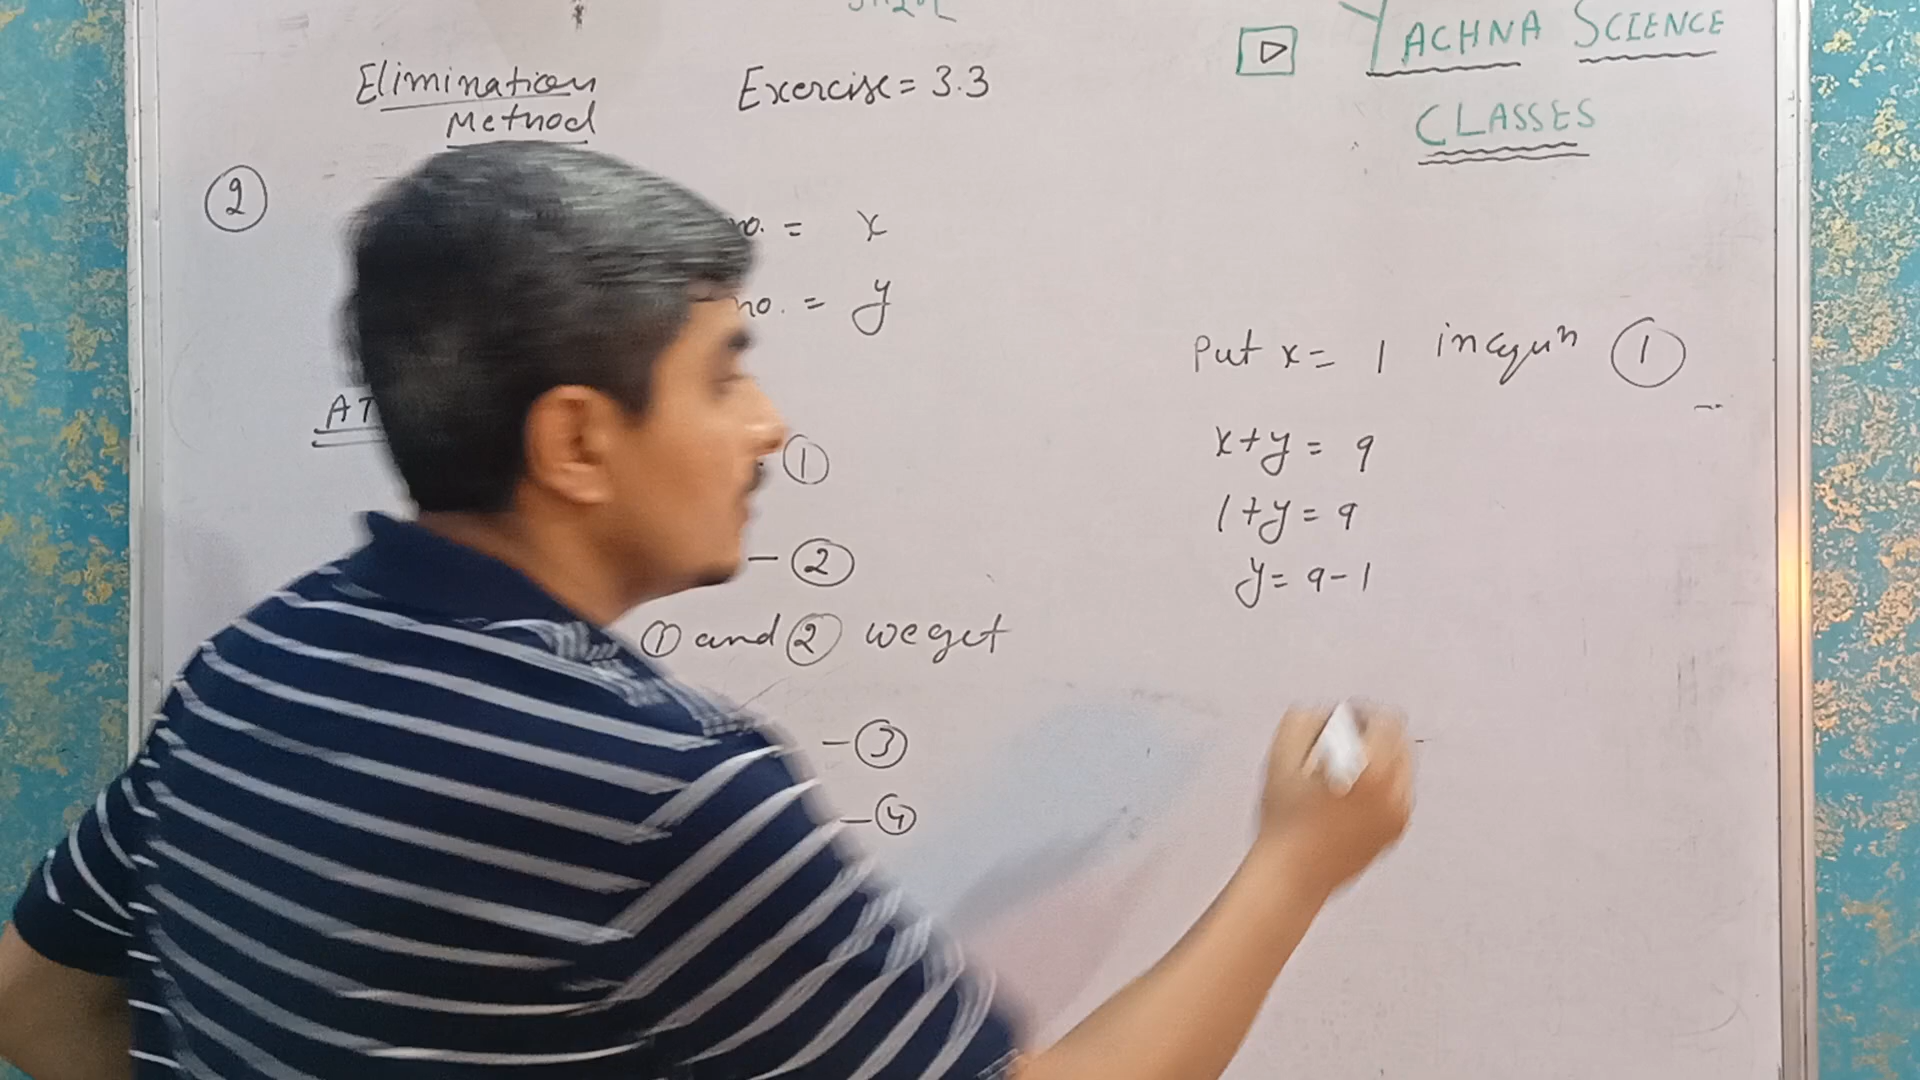 Elimination
Method
Exercise = 3.3
YACHNA SCIENCE
CLASSES
2
no. = x
no. = y
AT
1
- 2
1 and 2 we get
- 3
- 4
Put x = 1 in equn 1
x+y = 9
1+y = 9
y = 9-1